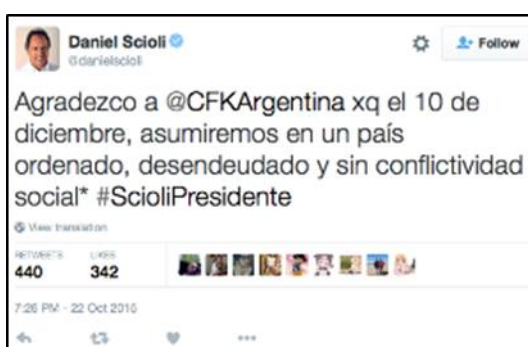 Daniel Scioli
@danielscioli
Follow
Agradezco a @CFKArgentina xq el 10 de
diciembre, asumiremos en un país
ordenado, desendeudado y sin conflictividad
social* #ScioliPresidente
View translation
RETWEETS LIKES
440 342
7:26 PM - 22 Oct 2015